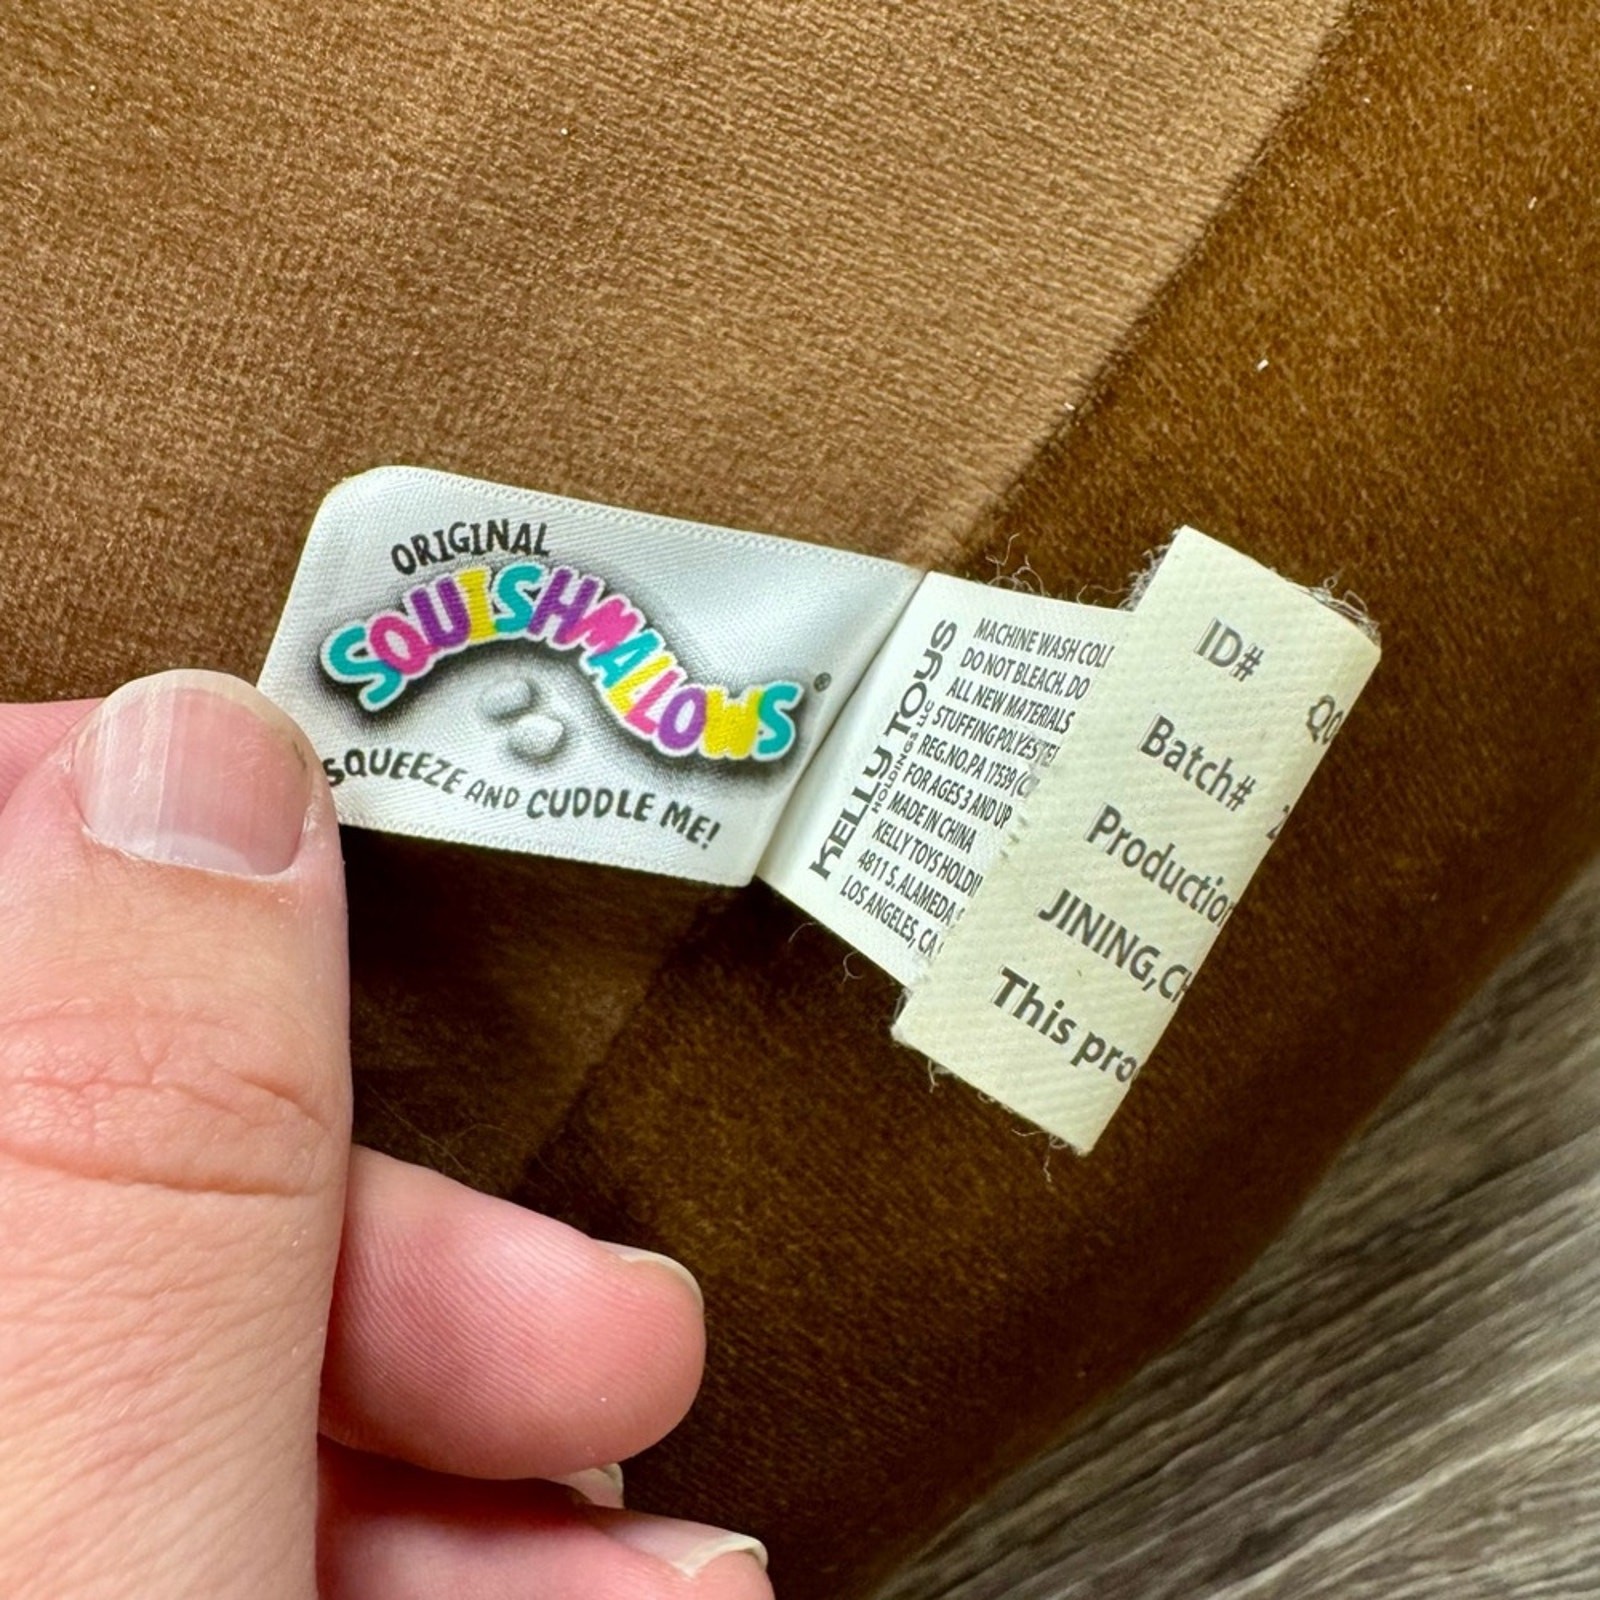 ORIGINAL
SQUISHMALLOWS®
SQUEEZE AND CUDDLE ME!
KELLY TOYS
HOLDINGS LLC
MACHINE WASH COL
DO NOT BLEACH, DO
ALL NEW MATERIALS
STUFFING POLYESTE
REG.NO.PA 17539 (C
FOR AGES 3 AND UP
MADE IN CHINA
KELLY TOYS HOLDI
4811 S. ALAMEDA
LOS ANGELES, CA
ID#
Batch#
Productio
JINING,CH
This pro